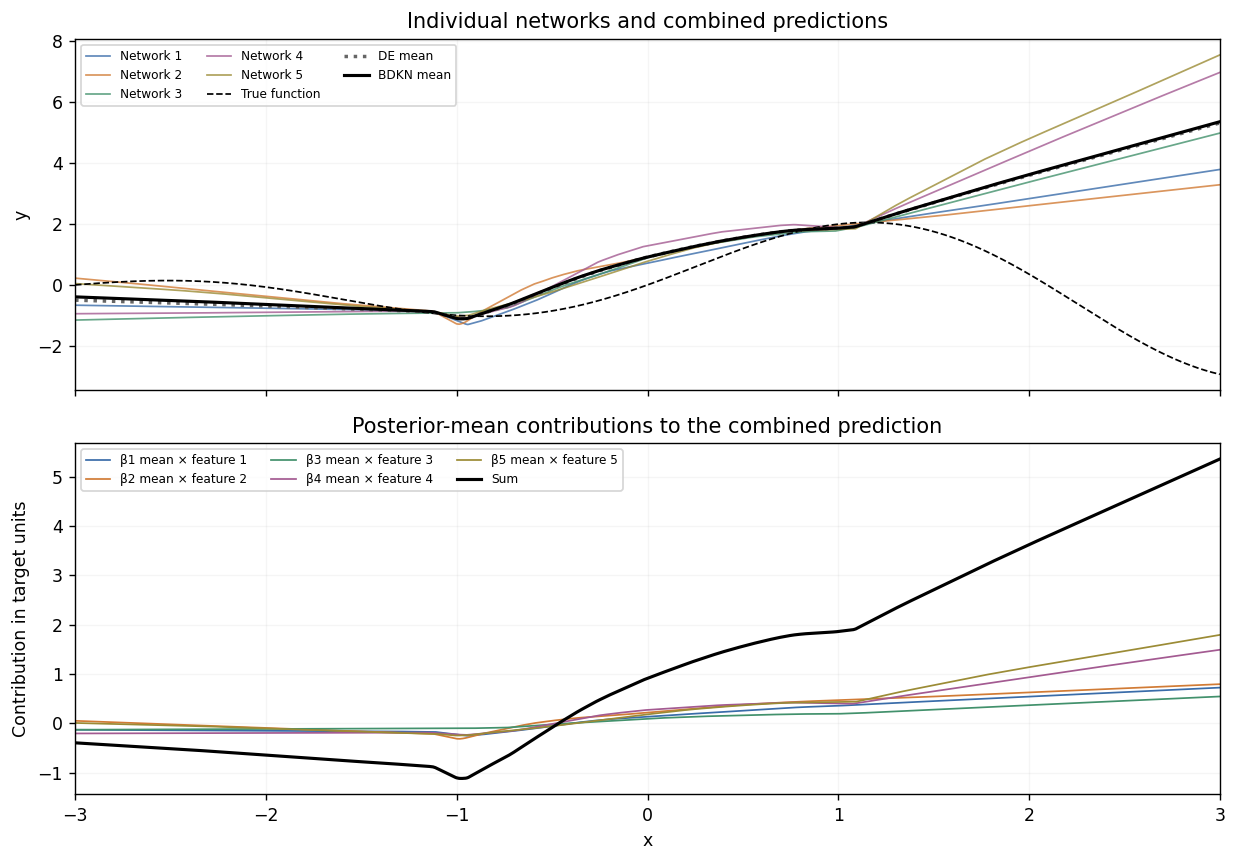 Individual networks and combined predictions
Network 1
Network 2
Network 3
Network 4
Network 5
True function
DE mean
BDKN mean
8
6
4
2
0
−2
y
Posterior-mean contributions to the combined prediction
β1 mean × feature 1
β2 mean × feature 2
β3 mean × feature 3
β4 mean × feature 4
β5 mean × feature 5
Sum
5
4
3
2
1
0
−1
Contribution in target units
−3 −2 −1 0 1 2 3
x